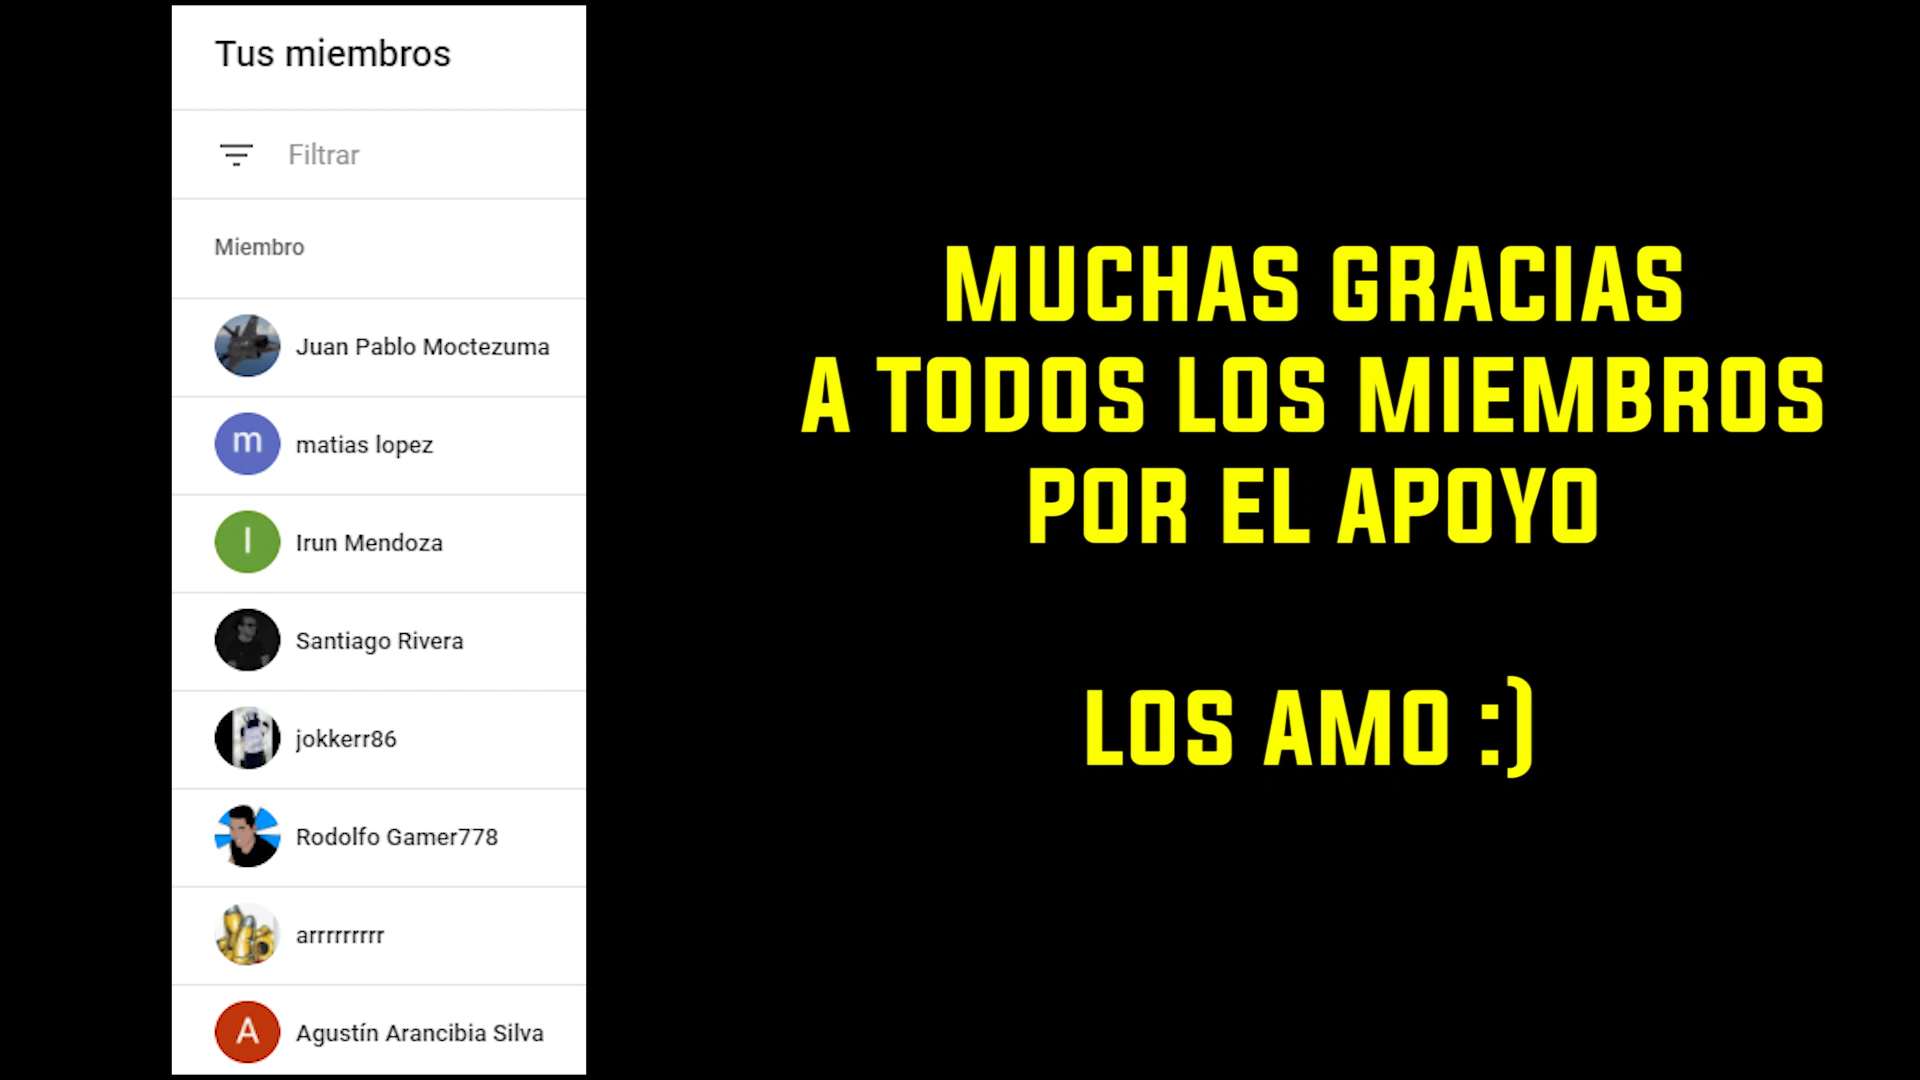 Tus miembros
Filtrar
Miembro
Juan Pablo Moctezuma
m
matias lopez
I
Irun Mendoza
Santiago Rivera
jokkerr86
Rodolfo Gamer778
arrrrrrrrr
A
Agustín Arancibia Silva
MUCHAS GRACIAS
A TODOS LOS MIEMBROS
POR EL APOYO
LOS AMO :)